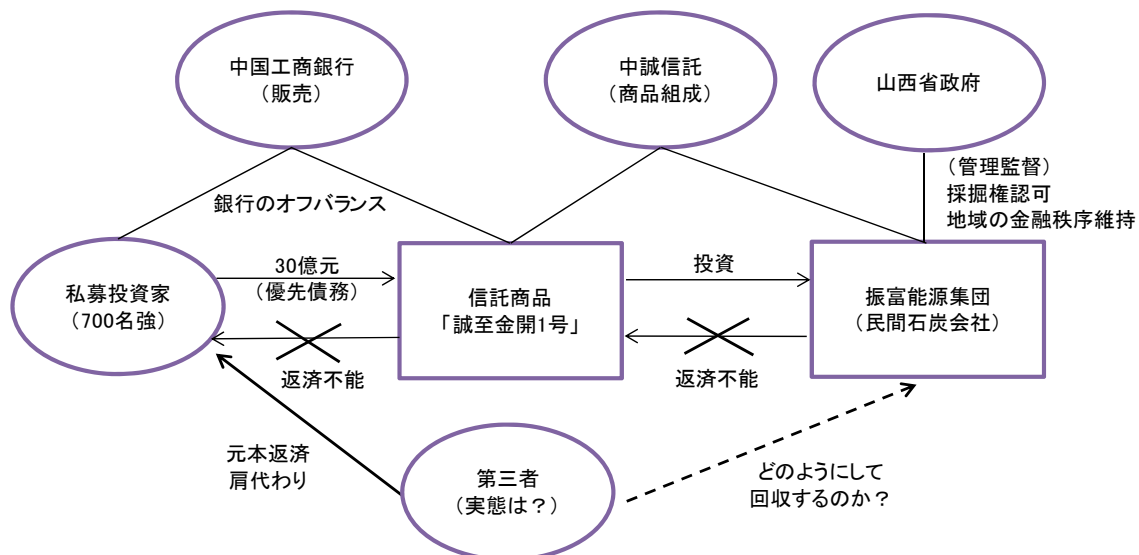 中国工商銀行
（販売）
中誠信託
（商品組成）
山西省政府
（管理監督）
採掘権認可
地域の金融秩序維持
銀行のオフバランス
私募投資家
（700名強）
30億元
（優先債務）
信託商品
「誠至金開1号」
投資
振富能源集団
（民間石炭会社）
返済不能
返済不能
元本返済
肩代わり
第三者
（実態は？）
どのようにして
回収するのか？